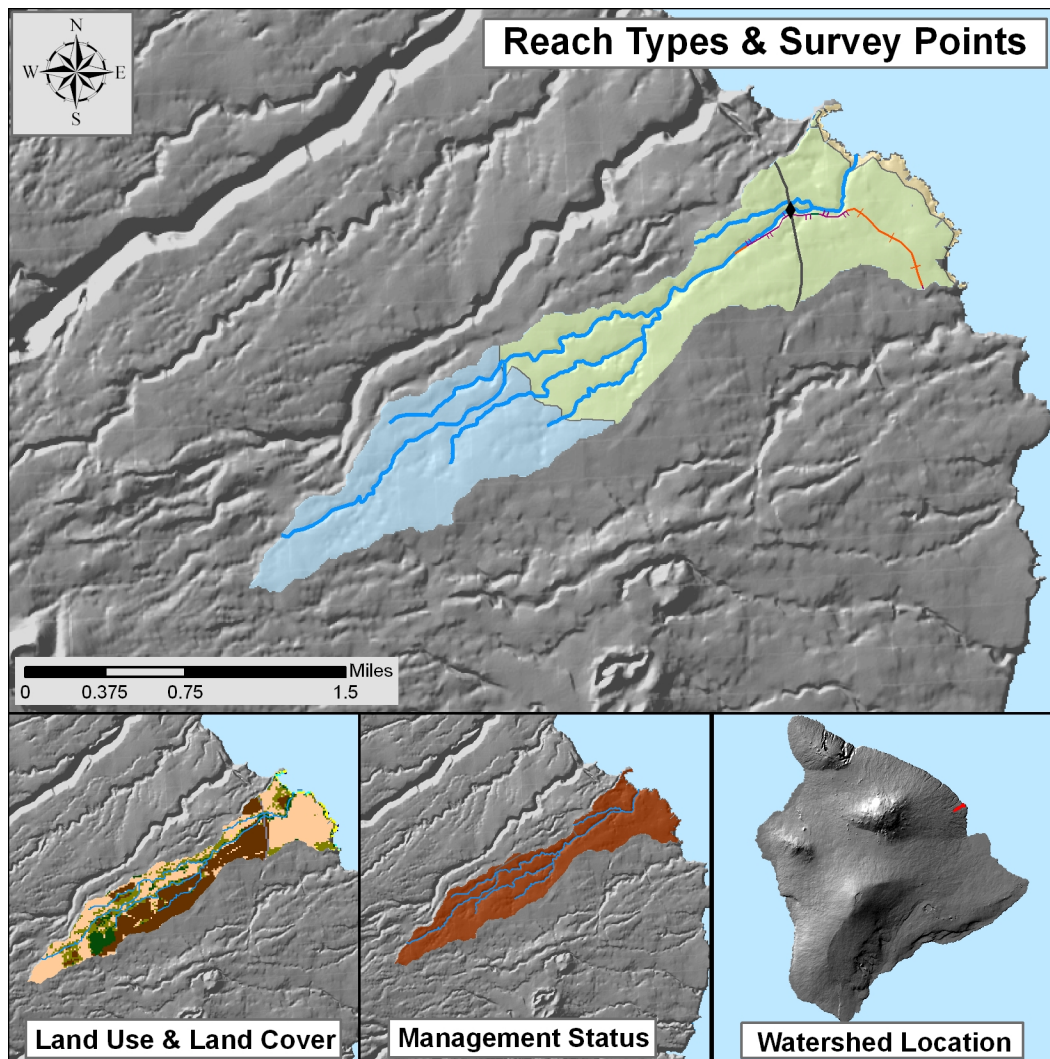 Reach Types & Survey Points
N
W E
S
Miles
0 0.375 0.75 1.5
Land Use & Land Cover
Management Status
Watershed Location